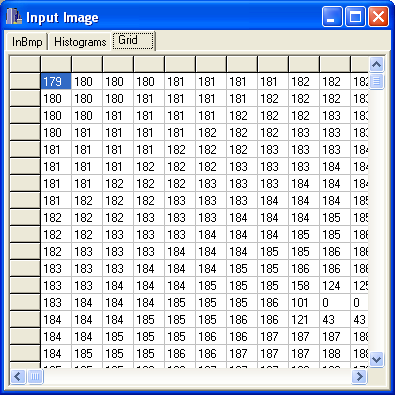 Input Image
InBmp Histograms Grid
179 180 180 180 181 181 181 181 182 182 182
180 180 180 181 181 181 181 182 182 182 183
180 180 181 181 181 181 182 182 183 183 183
180 181 181 181 181 182 182 182 183 183 183
181 181 181 182 182 182 182 183 183 183 184
181 181 181 182 182 182 183 183 183 184 184
181 181 182 182 182 183 183 183 184 184 184
181 182 182 182 183 183 183 184 184 184 185
182 182 182 183 183 183 184 184 185 185 185
182 182 183 183 183 184 184 184 185 185 186
182 183 183 183 184 184 184 185 185 186 186
183 183 183 184 184 184 185 185 186 186 186
183 183 184 184 184 185 185 185 158 124 125
183 184 184 184 185 185 185 186 101 0 0
184 184 184 185 185 185 186 186 121 43 43
184 184 185 185 185 186 186 187 187 187 188
184 185 185 185 186 186 187 187 187 188 188